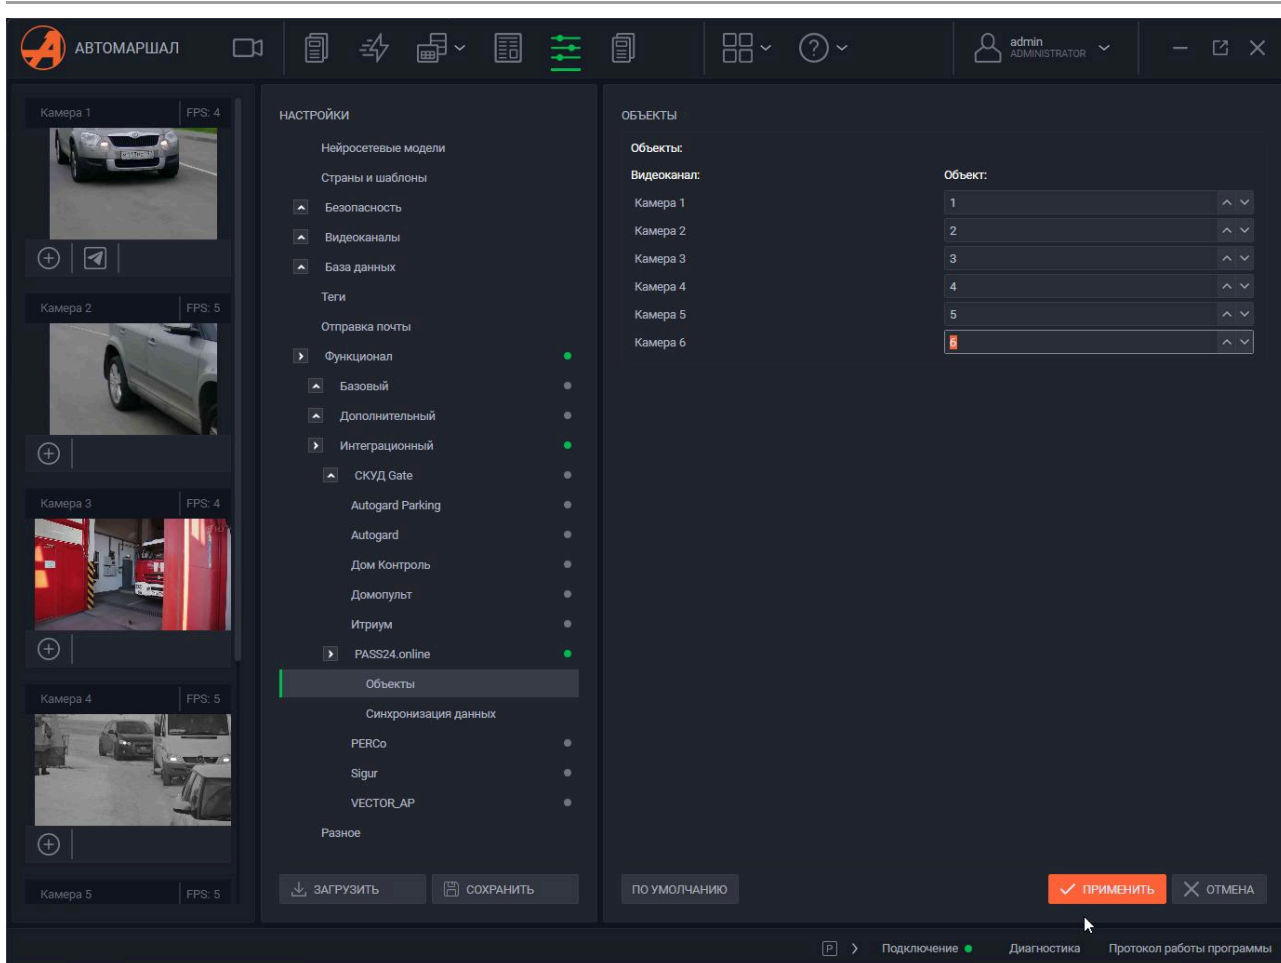 АВТОМАРШАЛ
admin
ADMINISTRATOR
Камера 1 FPS: 4
Камера 2 FPS: 5
Камера 3 FPS: 4
Камера 4 FPS: 5
Камера 5 FPS: 5
НАСТРОЙКИ
Нейросетевые модели
Страны и шаблоны
Безопасность
Видеоканалы
База данных
Теги
Отправка почты
Функционал
Базовый
Дополнительный
Интеграционный
СКУД Gate
Autogard Parking
Autogard
Дом Контроль
Домопульт
Итриум
PASS24.online
Объекты
Синхронизация данных
PERCo
Sigur
VECTOR_AP
Разное
ЗАГРУЗИТЬ СОХРАНИТЬ
ОБЪЕКТЫ
Объекты:
Видеоканал: Объект:
Камера 1 1
Камера 2 2
Камера 3 3
Камера 4 4
Камера 5 5
Камера 6 6
ПО УМОЛЧАНИЮ ПРИМЕНИТЬ ОТМЕНА
P Подключение Диагностика Протокол работы программы